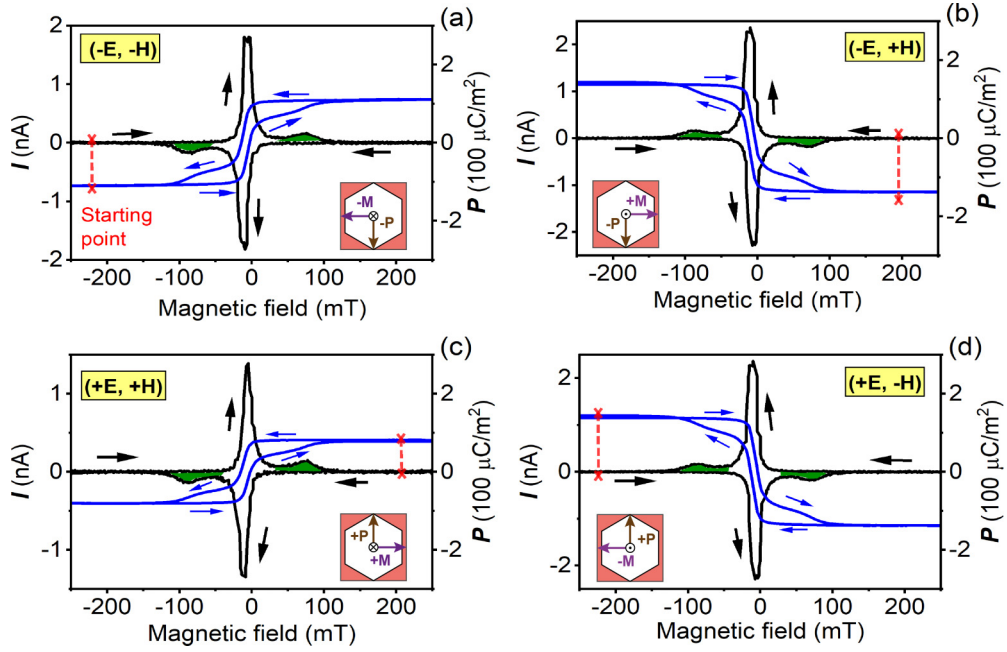 (a)
(-E, -H)
2
1
0
-1
-2
I (nA)
2
0
-2
P (100 μC/m²)
Starting
point
-M
-P
-200 -100 0 100 200
Magnetic field (mT)
(b)
(-E, +H)
2
1
0
-1
-2
I (nA)
2
0
-2
P (100 μC/m²)
+M
-P
-200 -100 0 100 200
Magnetic field (mT)
(c)
(+E, +H)
1
0
-1
I (nA)
2
0
-2
P (100 μC/m²)
+P
+M
-200 -100 0 100 200
Magnetic field (mT)
(d)
(+E, -H)
2
0
-2
I (nA)
2
0
-2
P (100 μC/m²)
+P
-M
-200 -100 0 100 200
Magnetic field (mT)